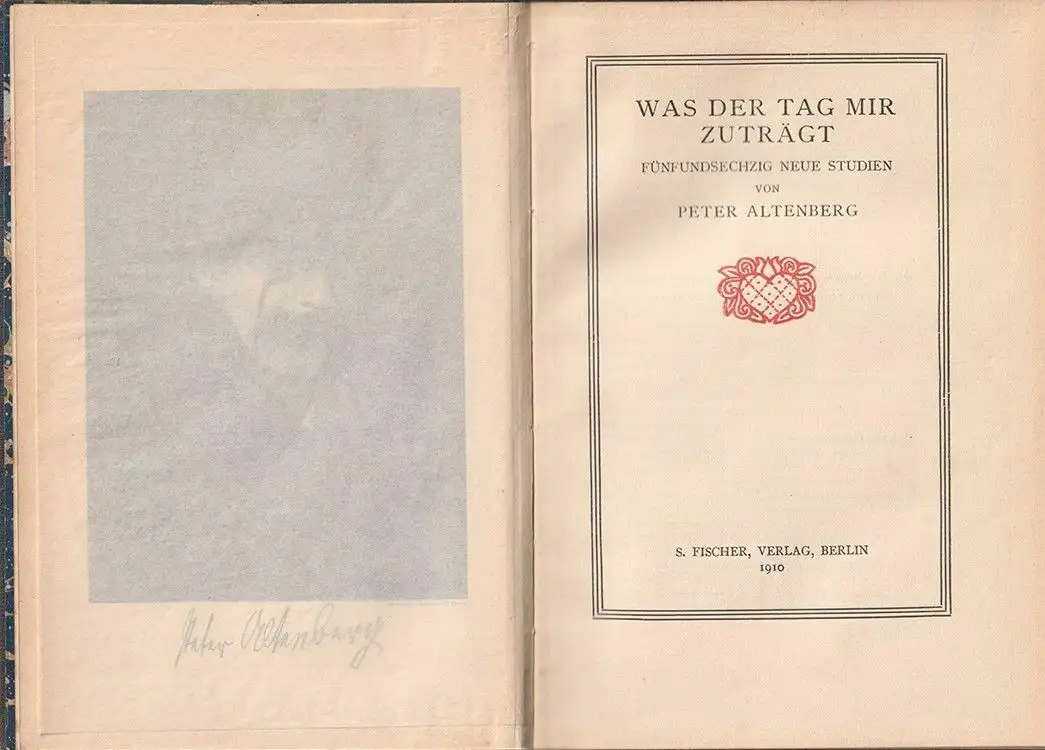 Peter Altenberg
WAS DER TAG MIR
ZUTRÄGT
FÜNFUNDSECHZIG NEUE STUDIEN
VON
PETER ALTENBERG
S. FISCHER, VERLAG, BERLIN
1910